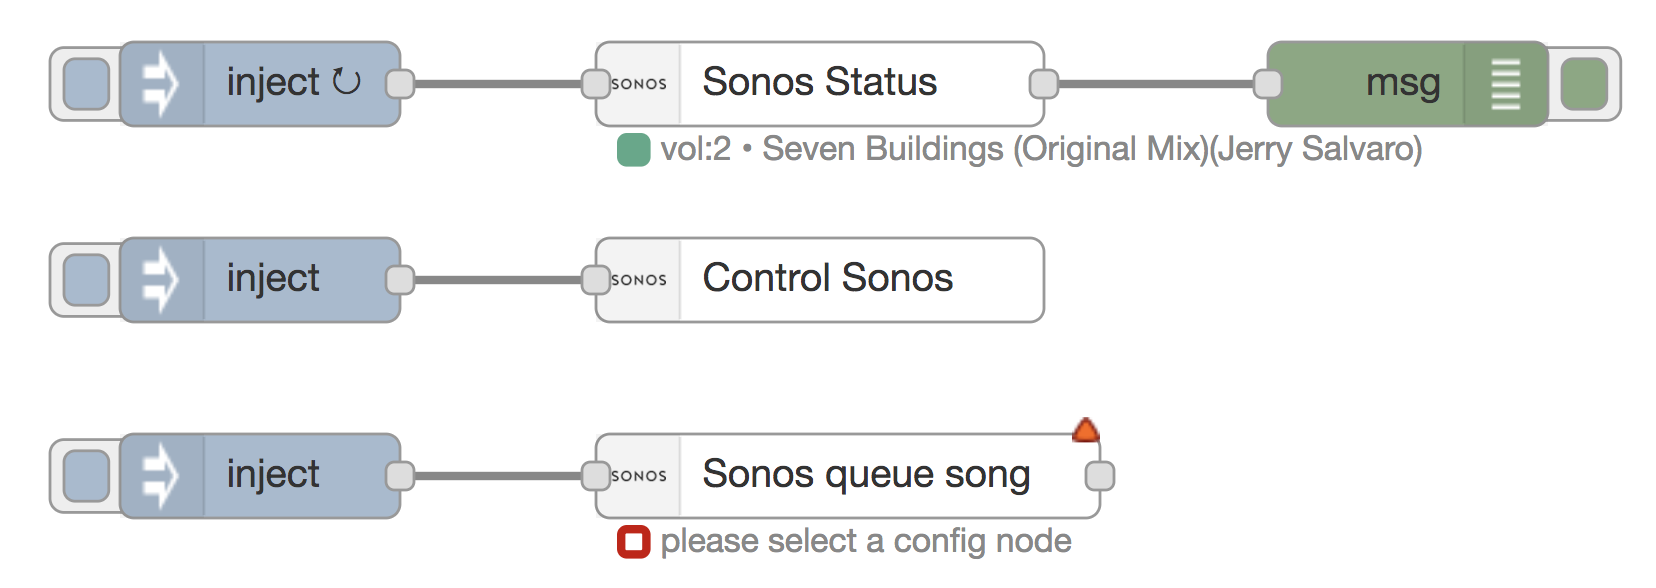 inject ↻ SONOS Sonos Status msg
vol:2 • Seven Buildings (Original Mix)(Jerry Salvaro)
inject SONOS Control Sonos
inject SONOS Sonos queue song
please select a config node